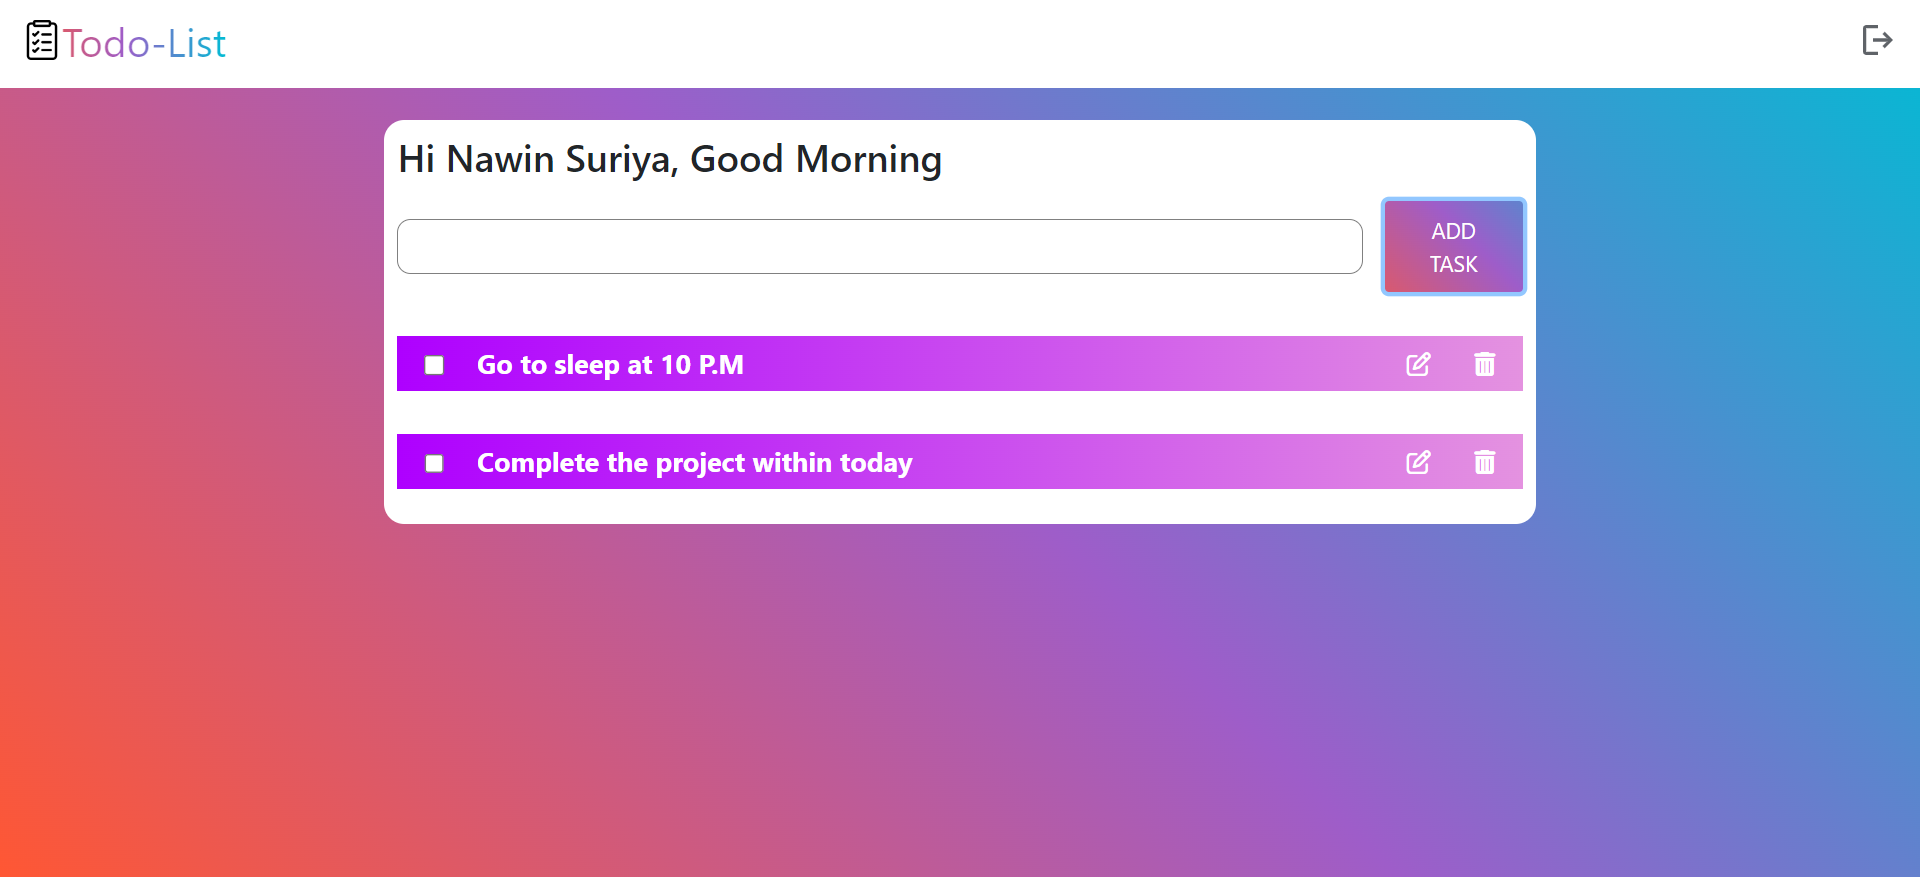 Todo-List
Hi Nawin Suriya, Good Morning
ADD
TASK
Go to sleep at 10 P.M
Complete the project within today